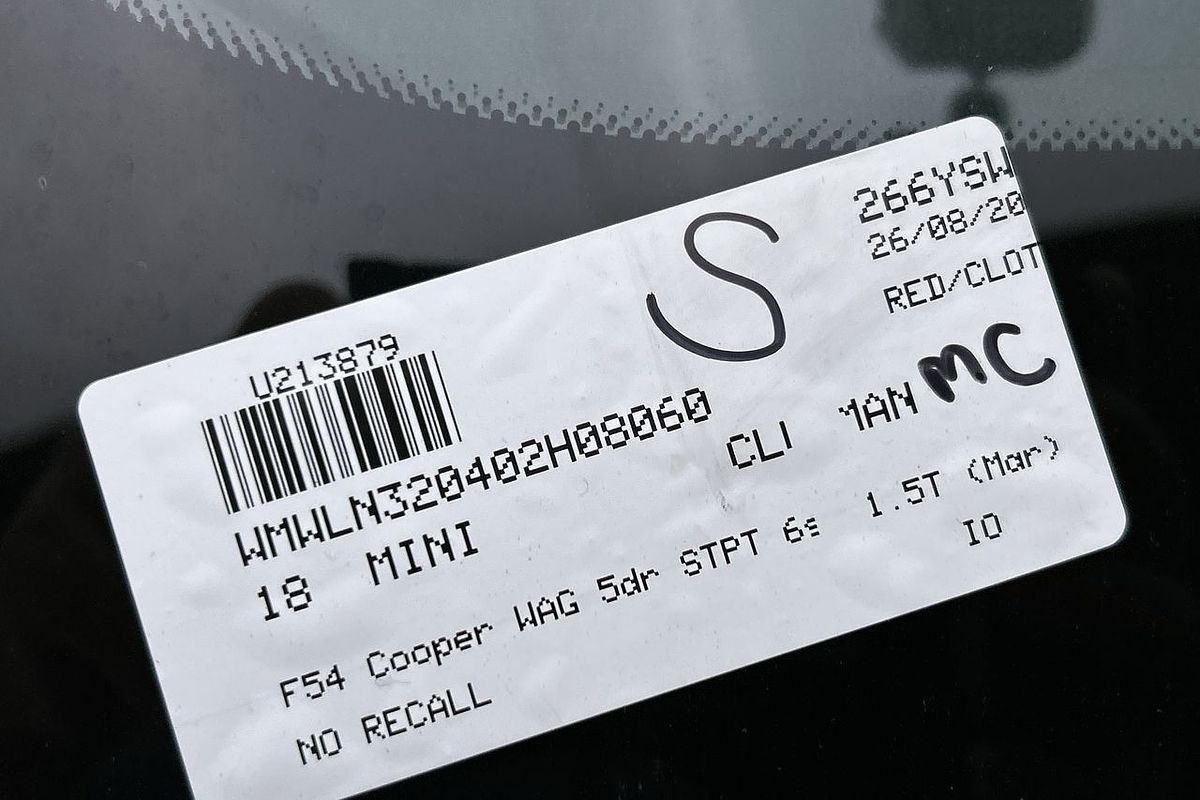 U213879
S
266YSW
26/08/20
RED/CLOT
WMWLN320402H08060
18 MINI
CLI
MC
F54 Cooper WAG 5dr STPT 6s 1.5T (Mar)
NO RECALL
IO